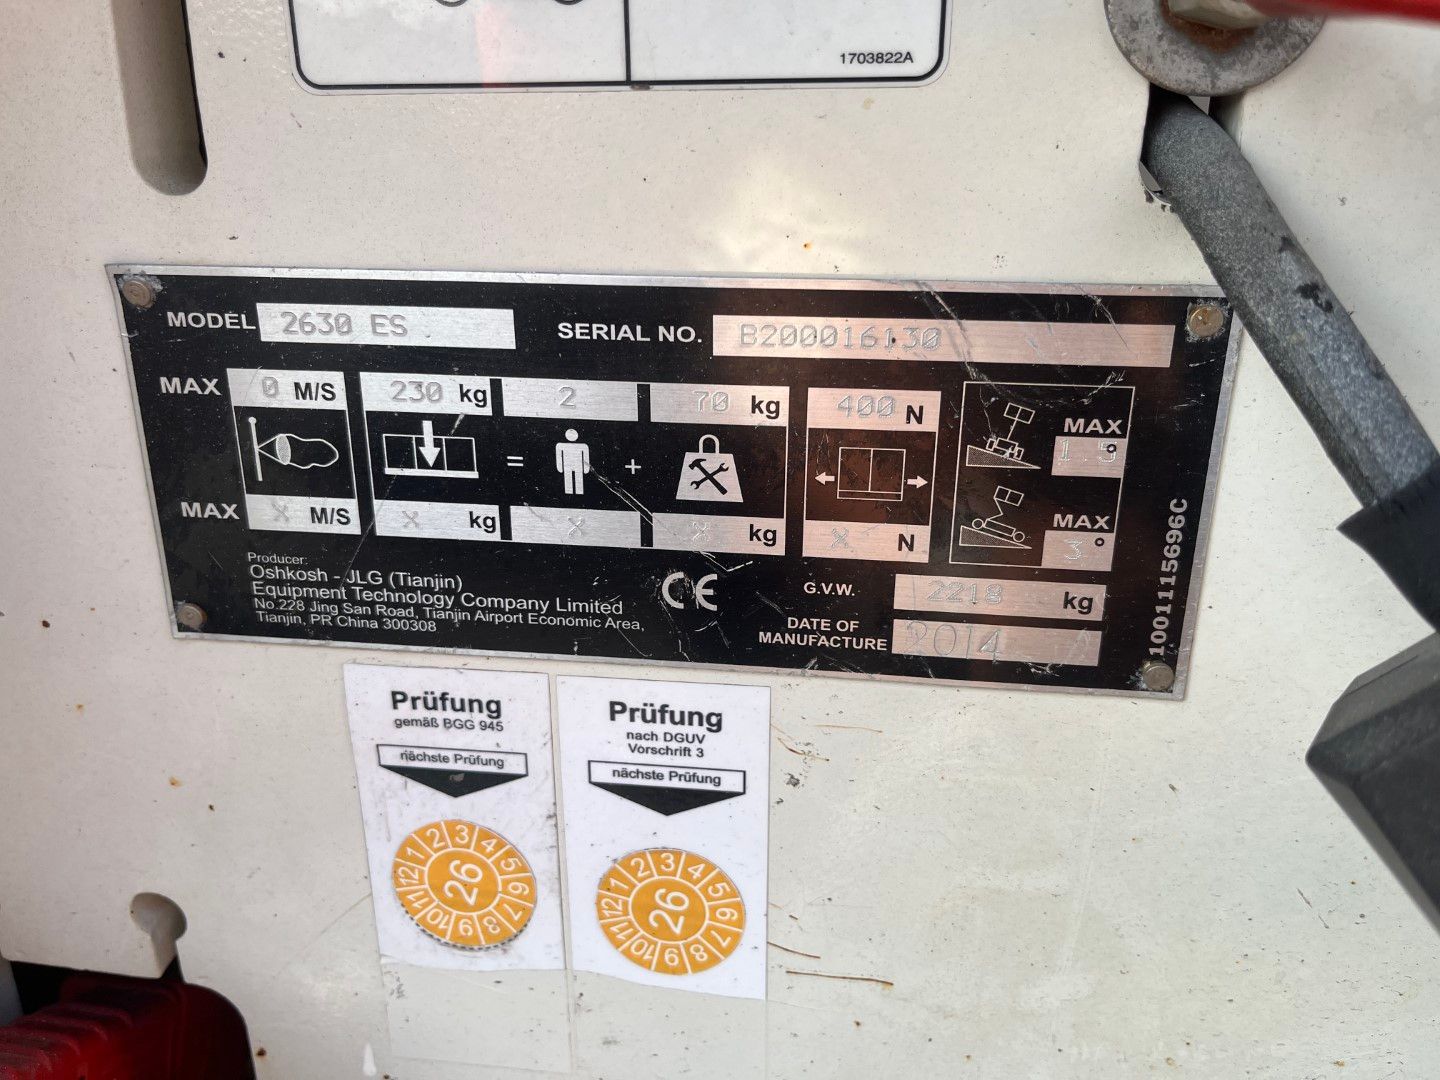 1703822A
MODEL 2630 ES SERIAL NO. B200016130
MAX 0 M/S 230 kg 2 70 kg 400 N
MAX 1.5°
= +
MAX X M/S X kg X X kg X N
MAX 3°
Producer:
Oshkosh - JLG (Tianjin)
Equipment Technology Company Limited
No.228 Jing San Road, Tianjin Airport Economic Area,
Tianjin, PR China 300308
CE
G.V.W. 2218 kg
DATE OF
MANUFACTURE 2014
1001115696C
Prüfung
gemäß BGG 945
nächste Prüfung
1 2 3 4 5 6 7 8 9 10 11 12
26
Prüfung
nach DGUV
Vorschrift 3
nächste Prüfung
1 2 3 4 5 6 7 8 9 10 11 12
26